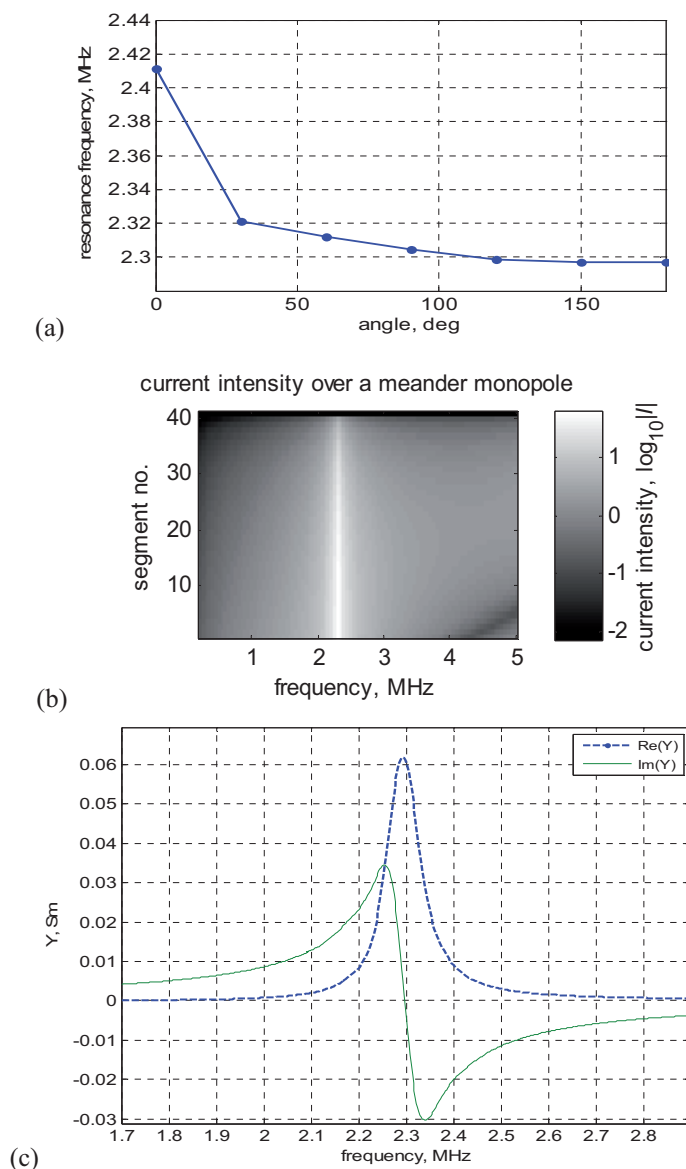 2.44
2.42
2.4
2.38
2.36
2.34
2.32
2.3
resonance frequency, MHz
0 50 100 150
angle, deg
(a)
current intensity over a meander monopole
40
30
20
10
segment no.
1 2 3 4 5
frequency, MHz
1
0
-1
-2
current intensity, log10|I|
(b)
0.06
0.05
0.04
0.03
0.02
0.01
0
-0.01
-0.02
-0.03
Y, Sm
Re(Y)
Im(Y)
1.7 1.8 1.9 2 2.1 2.2 2.3 2.4 2.5 2.6 2.7 2.8
frequency, MHz
(c)